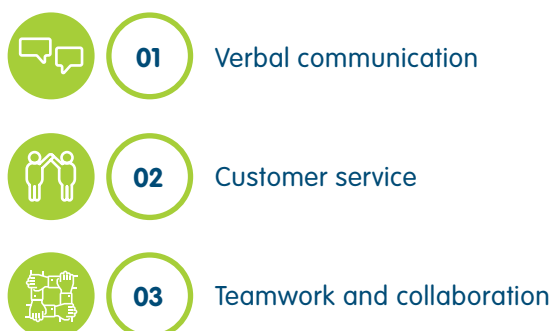 01 Verbal communication
02 Customer service
03 Teamwork and collaboration